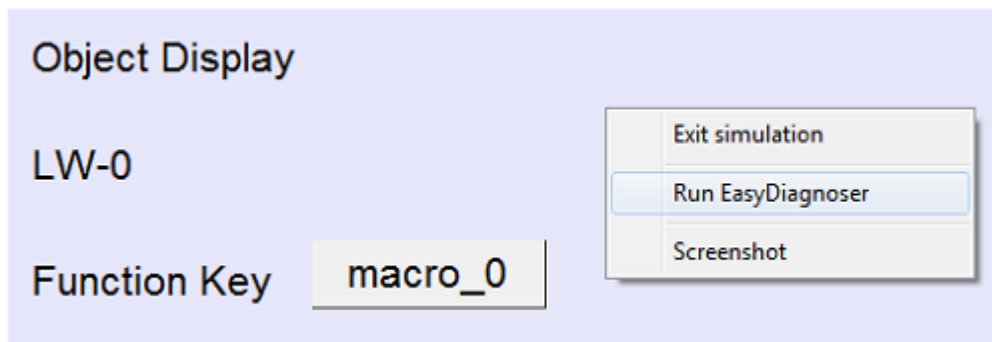 Object Display
Exit simulation
LW-0
Run EasyDiagnoser
Screenshot
Function Key
macro_0